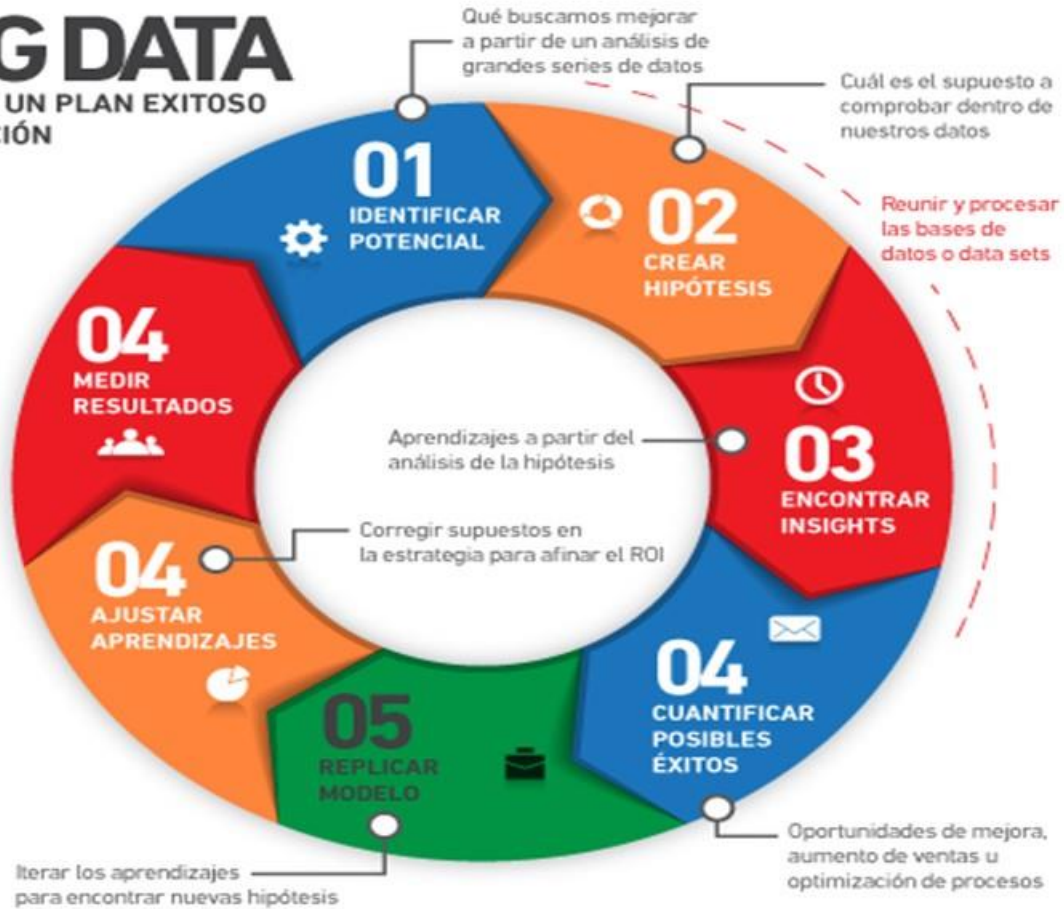 G DATA
UN PLAN EXITOSO
CIÓN
Qué buscamos mejorar
a partir de un análisis de
grandes series de datos
Cuál es el supuesto a
comprobar dentro de
nuestros datos
Reunir y procesar
las bases de
datos o data sets
01
IDENTIFICAR
POTENCIAL
02
CREAR
HIPÓTESIS
03
ENCONTRAR
INSIGHTS
Aprendizajes a partir del
análisis de la hipótesis
04
CUANTIFICAR
POSIBLES
ÉXITOS
Oportunidades de mejora,
aumento de ventas u
optimización de procesos
05
REPLICAR
MODELO
Iterar los aprendizajes
para encontrar nuevas hipótesis
04
AJUSTAR
APRENDIZAJES
Corregir supuestos en
la estrategia para afinar el ROI
04
MEDIR
RESULTADOS